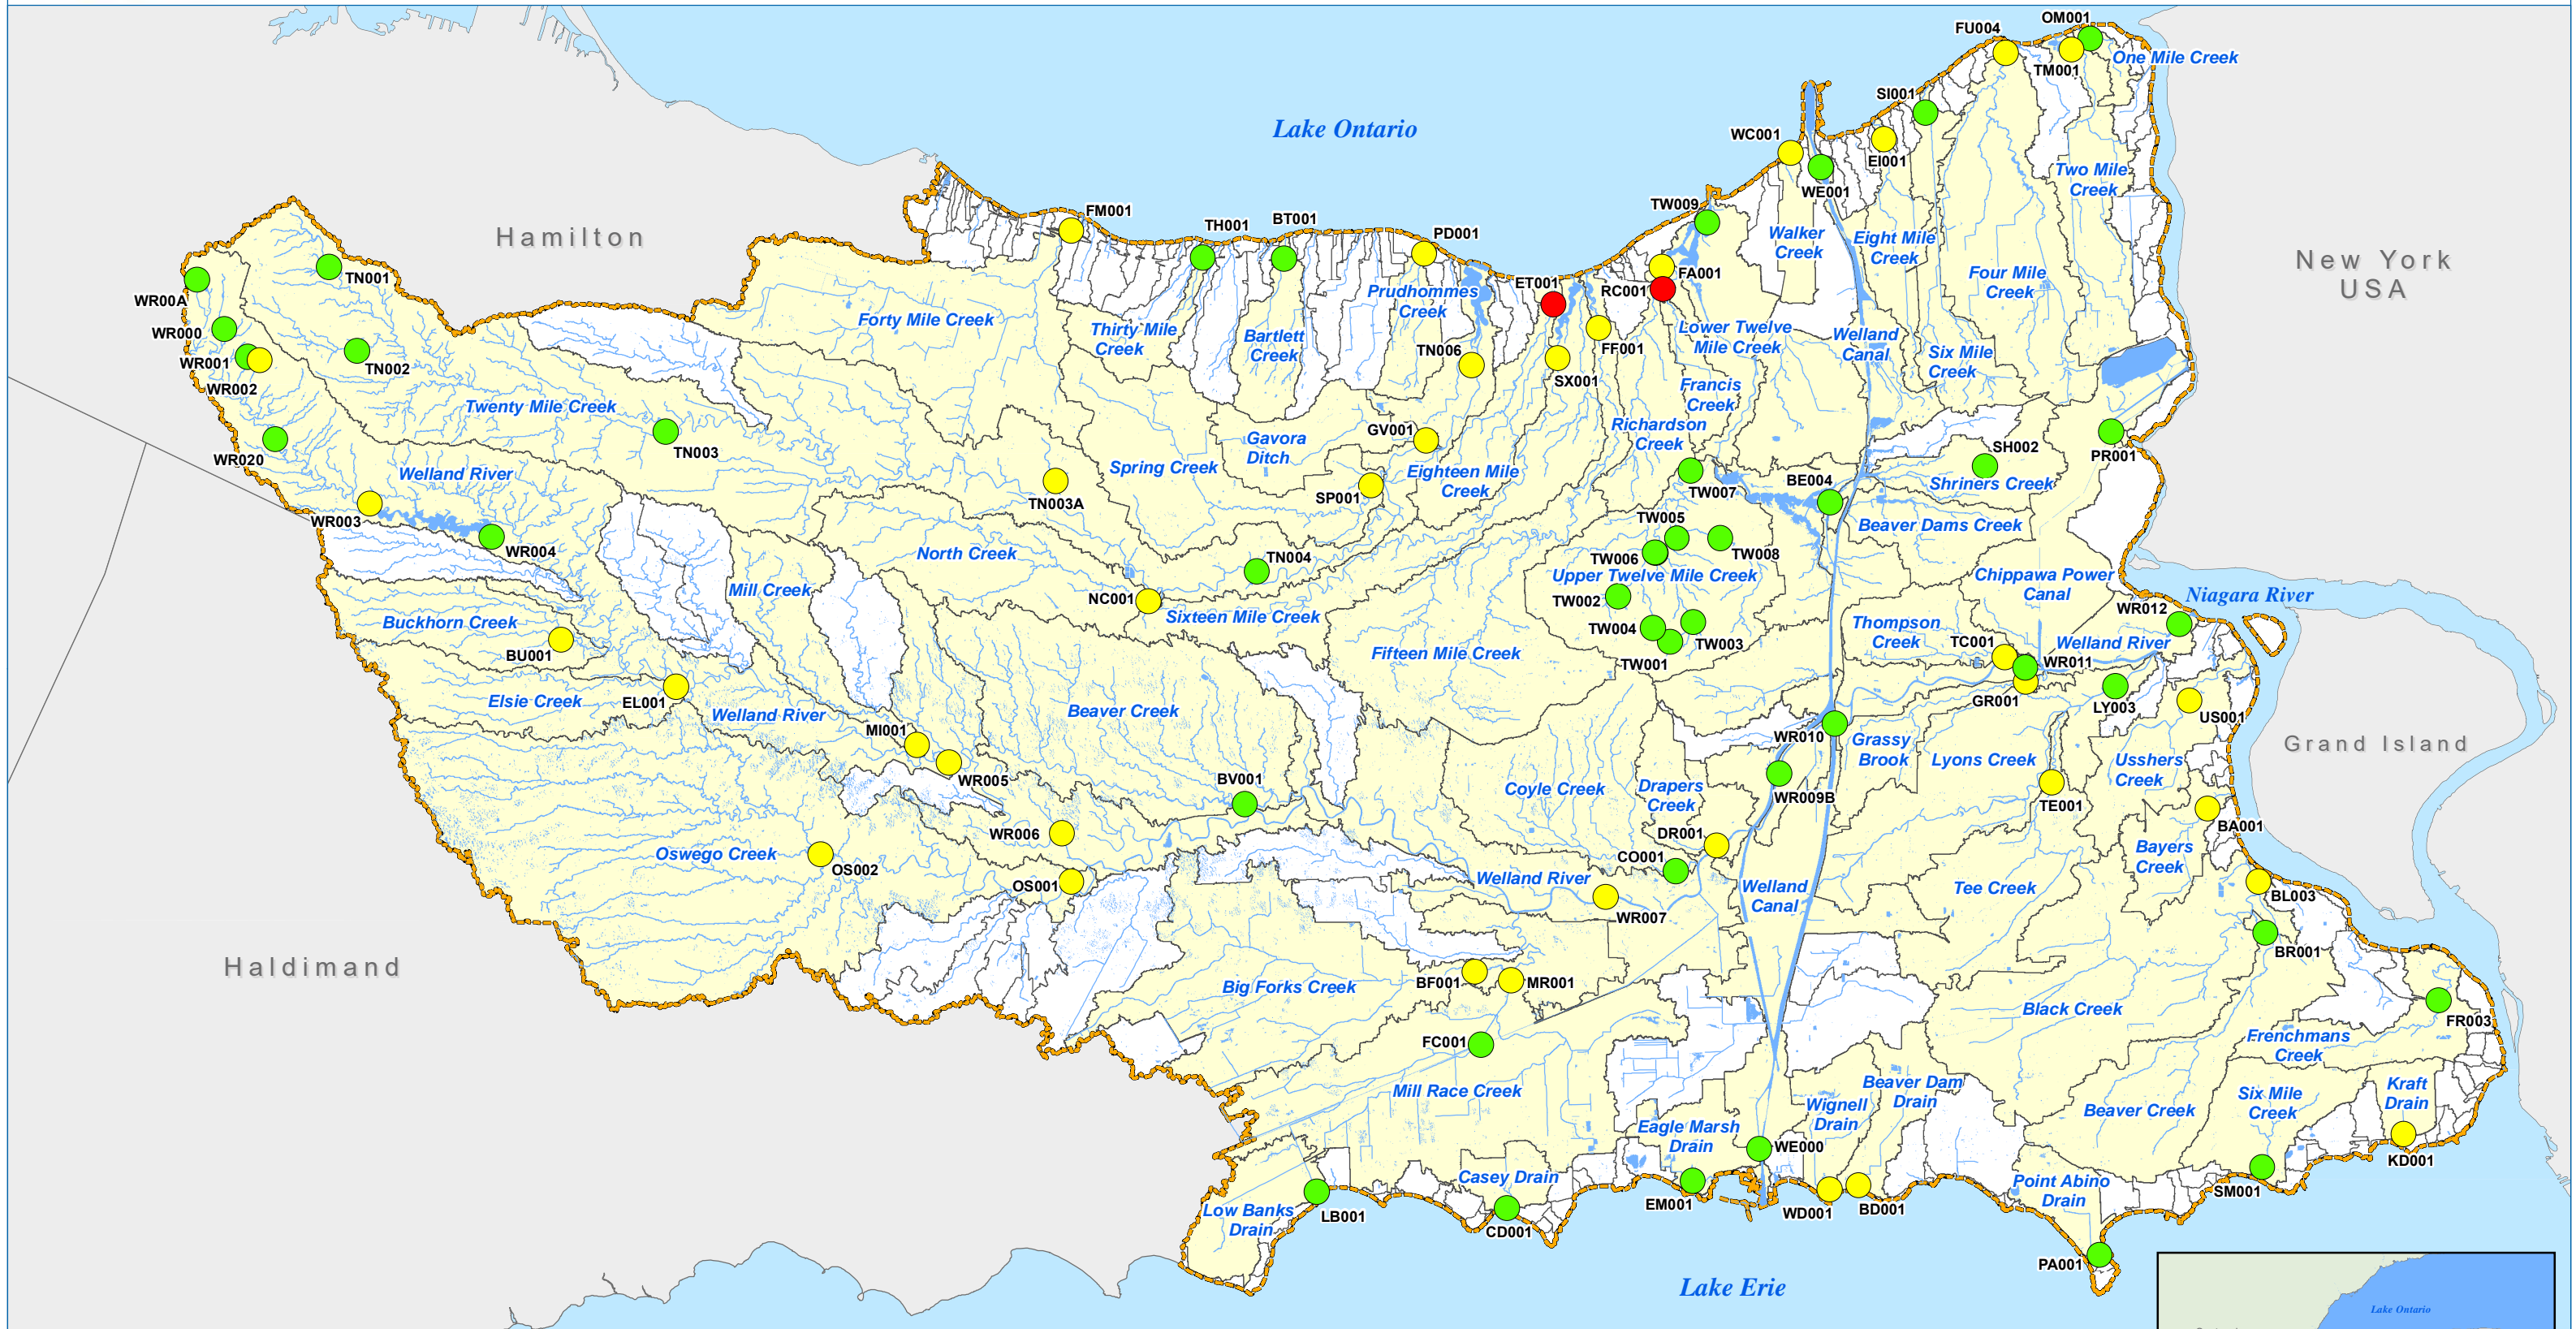 OM001
FU004
TM001
One Mile Creek
SI001
Lake Ontario
WC001
EI001
Two Mile
Creek
WE001
TW009
FM001
TH001
BT001
PD001
Hamilton
Walker
Creek
Eight Mile
Creek
New York
USA
TN001
WR00A
FA001
ET001
RC001
Four Mile
Creek
Prudhommes
Creek
Forty Mile Creek
Thirty Mile
Creek
Bartlett
Creek
Lower Twelve
Mile Creek
Welland
Canal
WR000
FF001
TN006
Six Mile
Creek
WR001
TN002
WR002
SX001
Francis
Creek
Twenty Mile Creek
GV001
Richardson
Creek
Gavora
Ditch
TN003
SH002
PR001
WR020
Spring Creek
Eighteen Mile
Creek
Welland River
SP001
BE004
Shriners Creek
TW007
TN003A
WR003
TW005
Beaver Dams Creek
WR004
North Creek
TN004
TW006
TW008
Upper Twelve Mile Creek
Chippawa Power
Canal
Mill Creek
NC001
TW002
Niagara River
WR012
Sixteen Mile Creek
Buckhorn Creek
TW004
TW003
Thompson
Creek
TC001
Welland River
BU001
Fifteen Mile Creek
TW001
WR011
Elsie Creek
EL001
GR001
LY003
US001
Welland River
Beaver Creek
MI001
WR010
Grassy
Brook
Grand Island
WR005
BV001
Coyle Creek
Drapers
Creek
Lyons Creek
Usshers
Creek
WR009B
TE001
WR006
DR001
BA001
Oswego Creek
OS002
CO001
Bayers
Creek
OS001
Welland River
Welland
Canal
Tee Creek
BL003
WR007
Haldimand
BR001
Big Forks Creek
BF001
MR001
Black Creek
FR003
FC001
Frenchmans
Creek
Mill Race Creek
Beaver Dam
Drain
Wignell
Drain
Beaver Creek
Six Mile
Creek
Kraft
Drain
Eagle Marsh
Drain
WE000
KD001
Casey Drain
Point Abino
Drain
SM001
Low Banks
Drain
LB001
EM001
WD001
BD001
CD001
PA001
Lake Erie
Lake Ontario